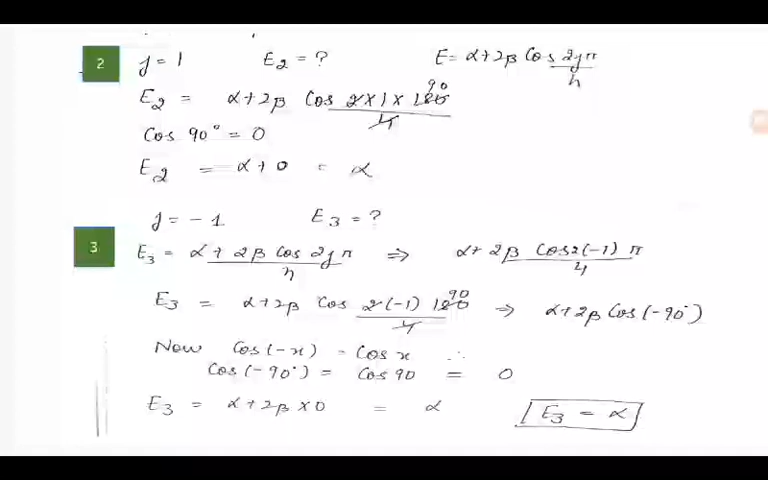 2 j = 1 E₂ = ? E = α + 2β Cos 2jπ/n
E₂ = α + 2β Cos 2 × 1 × 180/4 90
Cos 90° = 0
E₂ = α + 0 = α
j = - 1 E₃ = ?
3 E₃ = α + 2β Cos 2jπ/n ⇒ α + 2β Cos 2(-1) π/4
E₃ = α + 2β Cos 2(-1) 180/4 90 ⇒ α + 2β Cos (-90°)
Now Cos(-x) = Cos x ∴
Cos(-90°) = Cos 90 = 0
E₃ = α + 2β × 0 = α E₃ = α